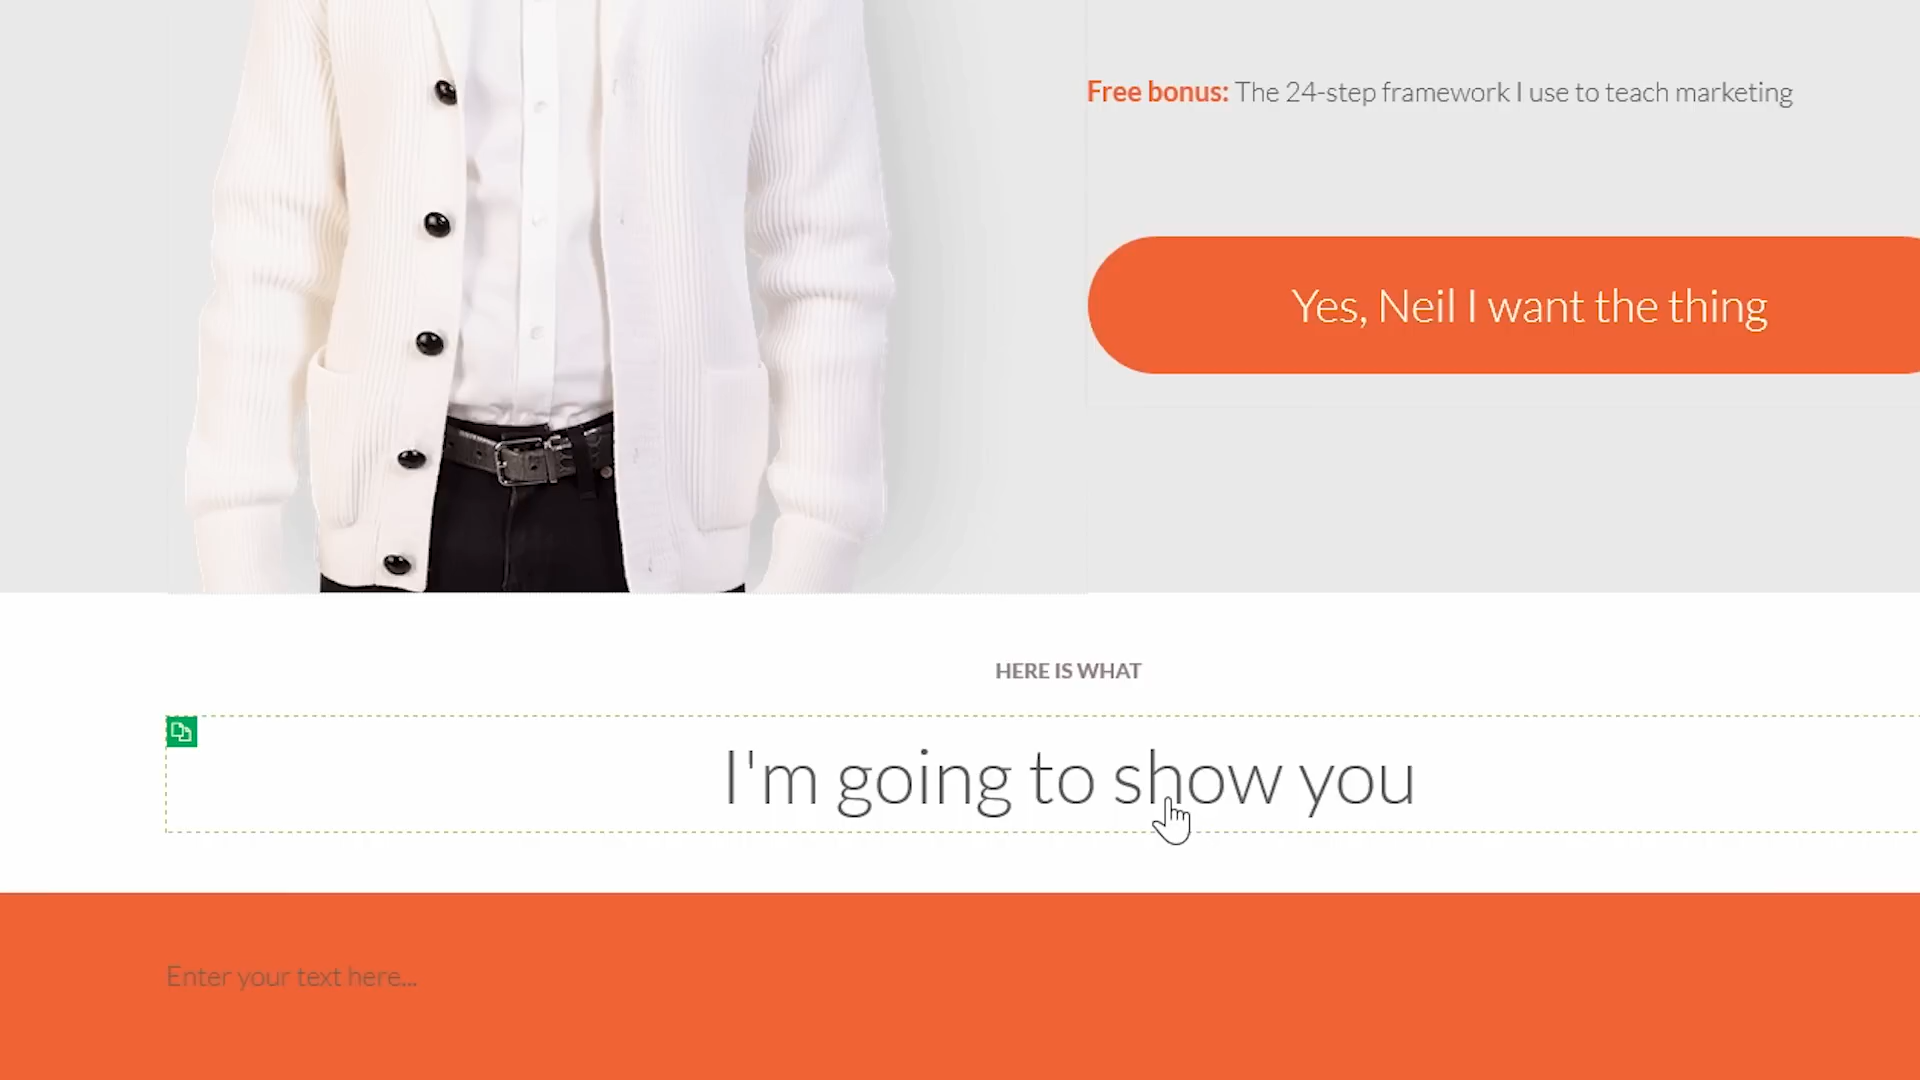 Free bonus: The 24-step framework I use to teach marketing
Yes, Neil I want the thing
HERE IS WHAT
I'm going to show you
Enter your text here...